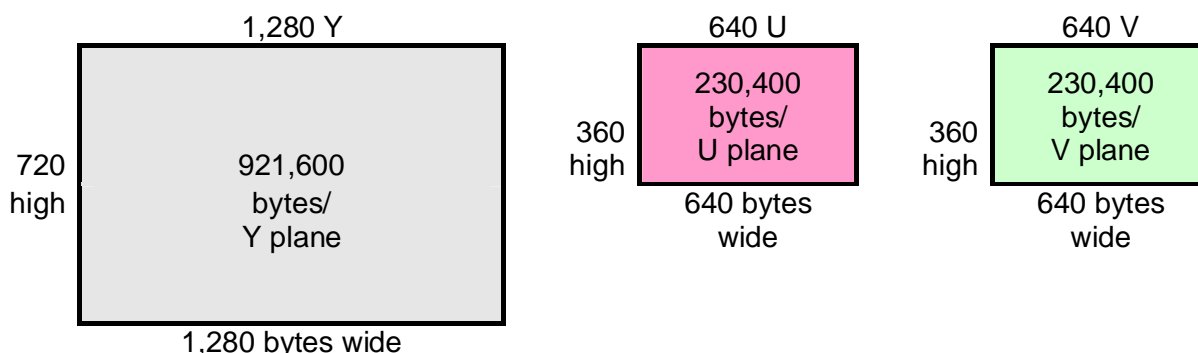 1,280 Y
720
high
921,600
bytes/
Y plane
1,280 bytes wide
640 U
360
high
230,400
bytes/
U plane
640 bytes
wide
640 V
360
high
230,400
bytes/
V plane
640 bytes
wide